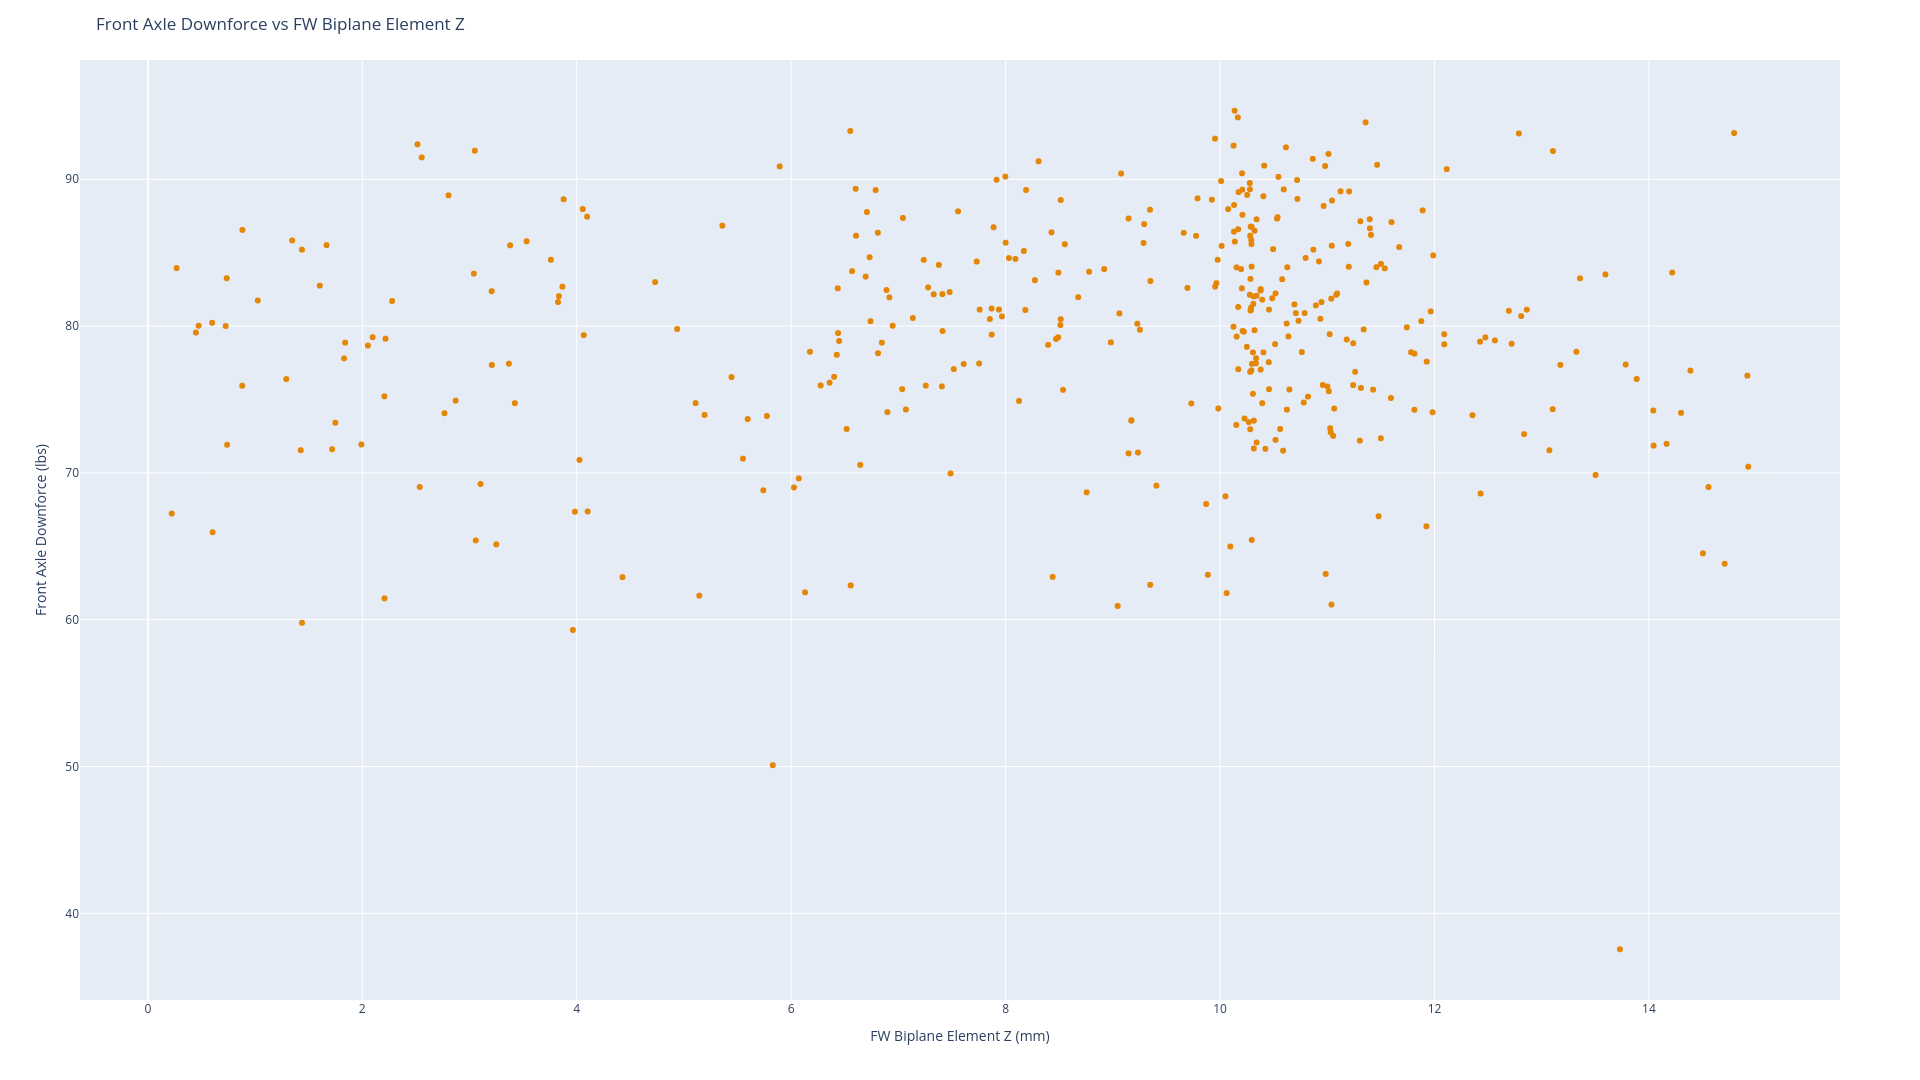 Front Axle Downforce vs FW Biplane Element Z
Front Axle Downforce (lbs)
90
80
70
60
50
40
0 2 4 6 8 10 12 14
FW Biplane Element Z (mm)